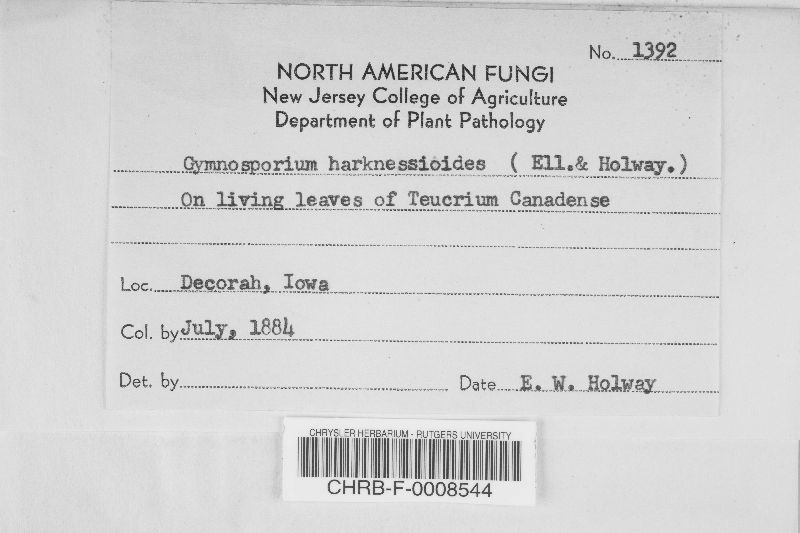 No. 1392
NORTH AMERICAN FUNGI
New Jersey College of Agriculture
Department of Plant Pathology
Gymnosporium harknessioides ( Ell.& Holway.)
On living leaves of Teucrium Canadense
Loc. Decorah, Iowa
Col. by July, 1884
Det. by Date E. W. Holway
CHRYSLER HERBARIUM - RUTGERS UNIVERSITY
CHRB-F-0008544